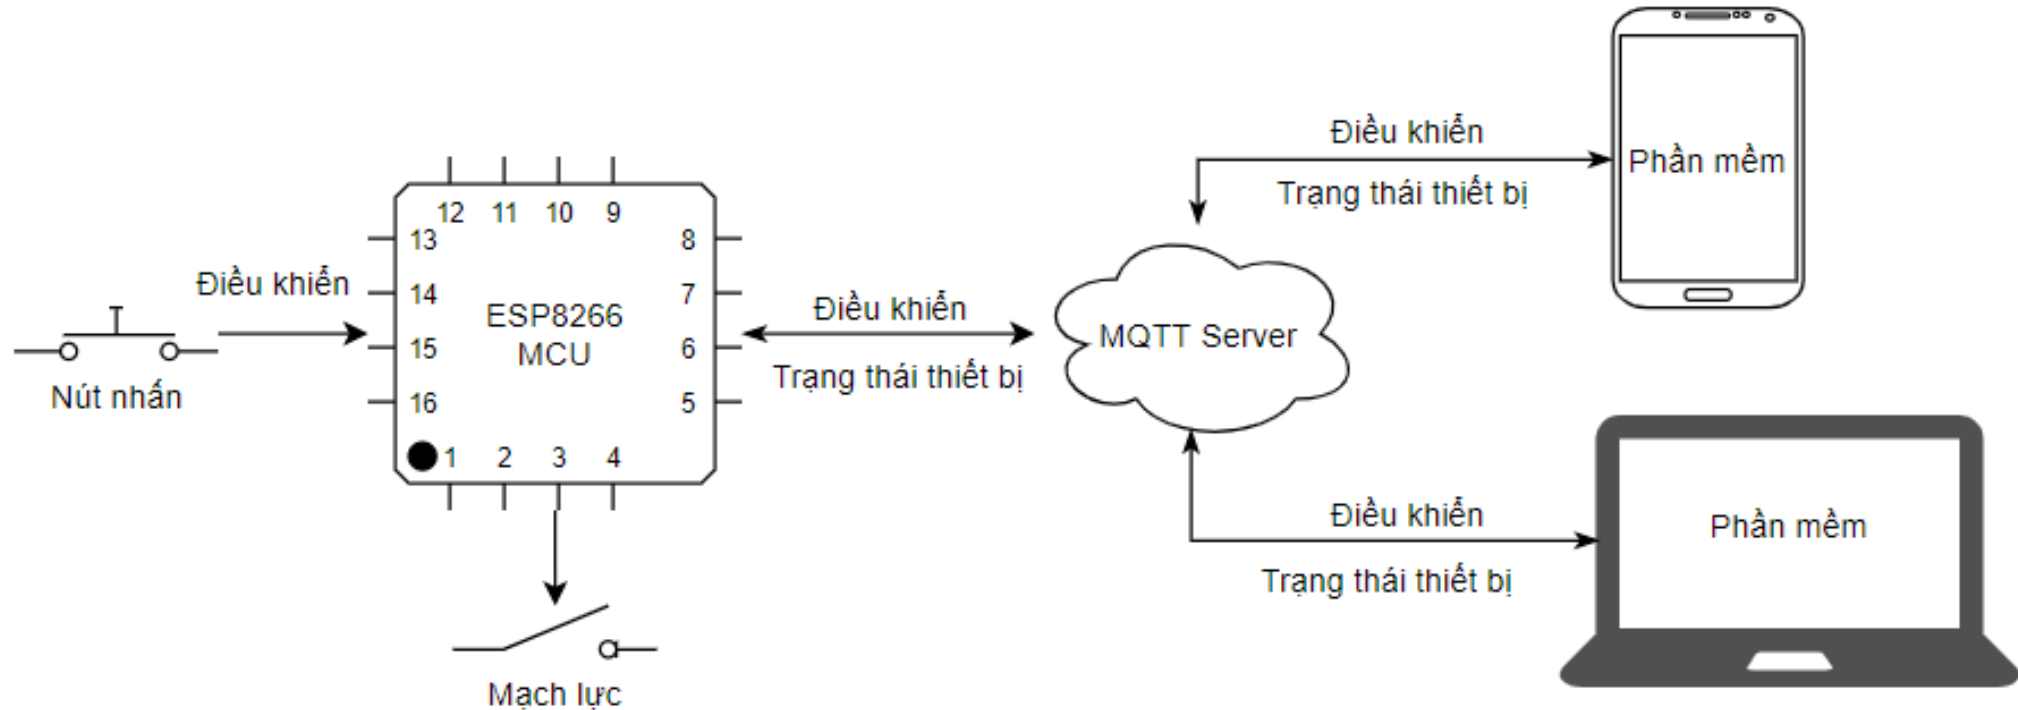 Điều khiển
Trạng thái thiết bị
Phần mềm
12 11 10 9
13
14
15
16
8
7
6
5
1 2 3 4
ESP8266
MCU
Điều khiển
Nút nhấn
Điều khiển
Trạng thái thiết bị
MQTT Server
Điều khiển
Trạng thái thiết bị
Phần mềm
Mạch lực